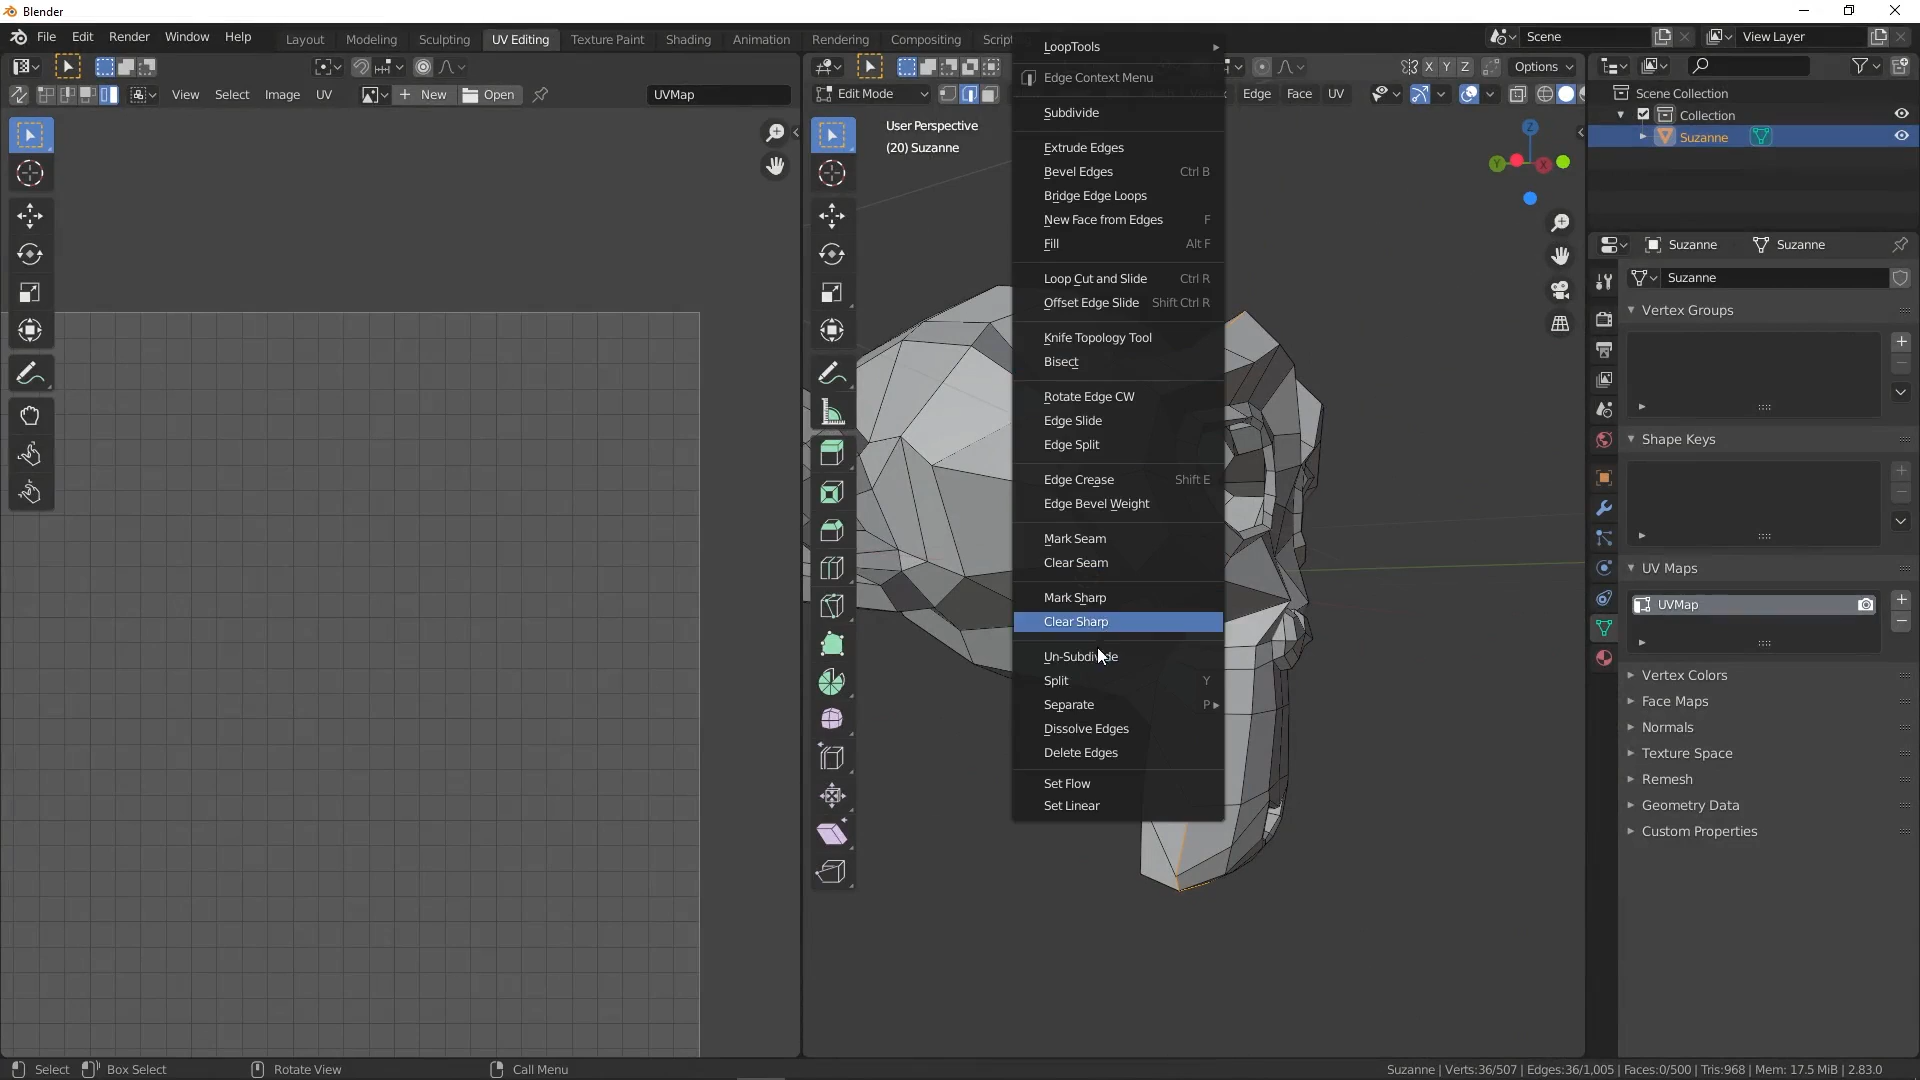 Blender
File Edit Render Window Help Layout Modeling Sculpting UV Editing Texture Paint Shading Animation Rendering Compositing Scene View Layer
X Y Z Options
View Select Image UV New Open UVMap
Edit Mode Edge Face UV
User Perspective
(20) Suzanne
LoopTools
Edge Context Menu
Subdivide
Extrude Edges
Bevel Edges Ctrl B
Bridge Edge Loops
New Face from Edges F
Fill Alt F
Loop Cut and Slide Ctrl R
Offset Edge Slide Shift Ctrl R
Knife Topology Tool
Bisect
Rotate Edge CW
Edge Slide
Edge Split
Edge Crease Shift E
Edge Bevel Weight
Mark Seam
Clear Seam
Mark Sharp
Clear Sharp
Un-Subdivide
Split Y
Separate P
Dissolve Edges
Delete Edges
Set Flow
Set Linear
Z
Y X
Scene Collection
Collection
Suzanne
Suzanne Suzanne
Suzanne
Vertex Groups
Shape Keys
UV Maps
UVMap
Vertex Colors
Face Maps
Normals
Texture Space
Remesh
Geometry Data
Custom Properties
Select Box Select Rotate View Call Menu Suzanne | Verts:36/507 | Edges:36/1,005 | Faces:0/500 | Tris:968 | Mem: 17.5 MiB | 2.83.0